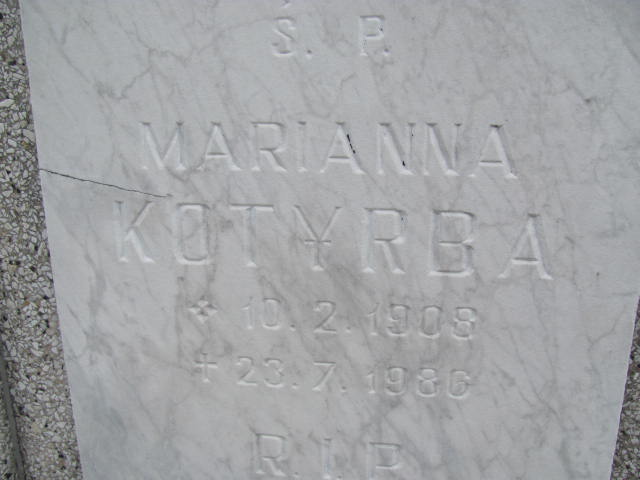 Ś. P.
MARIANNA
KOTYRBA
* 10. 2. 1908
+ 23. 7. 1986
R. I. P.